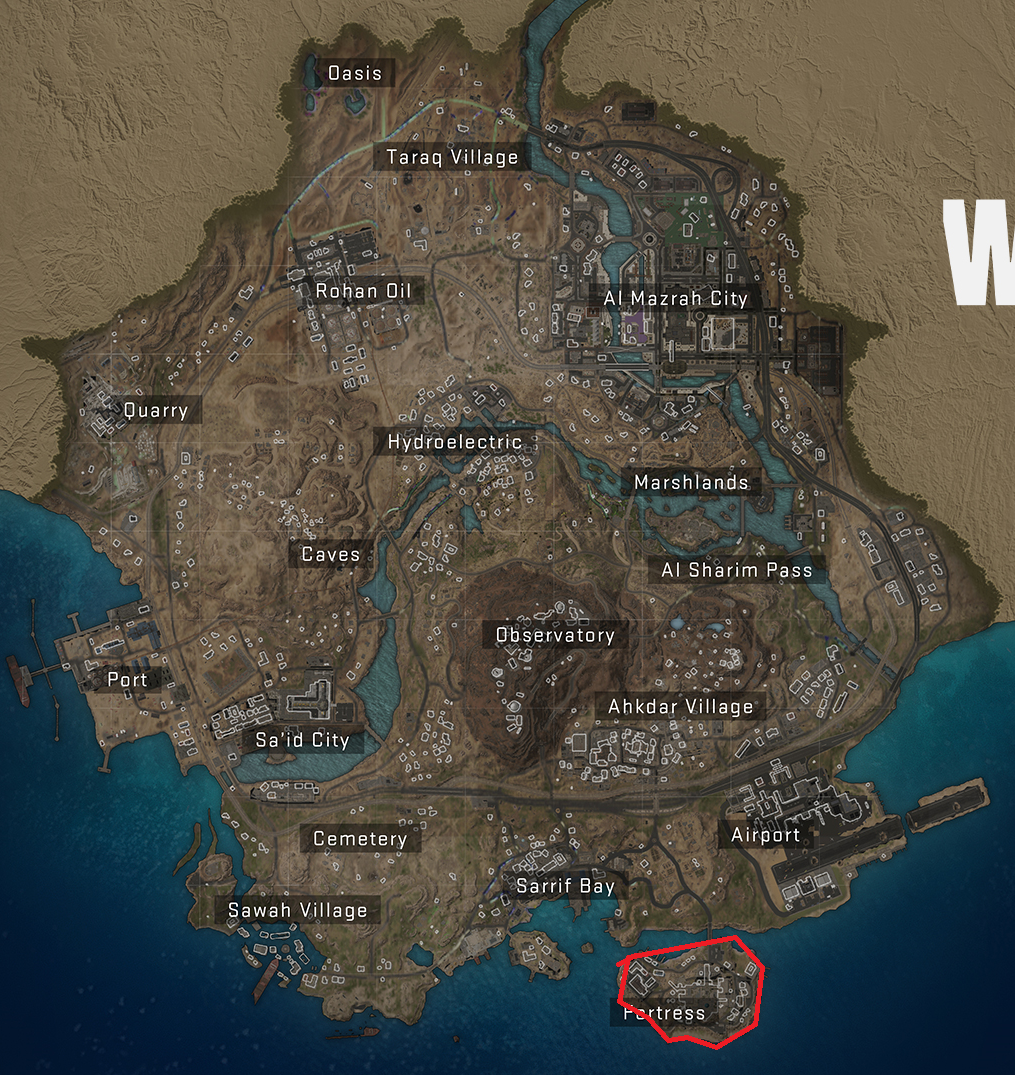 Oasis
Taraq Village
W
Rohan Oil
Al Mazrah City
Quarry
Hydroelectric
Marshlands
Caves
Al Sharim Pass
Observatory
Port
Ahkdar Village
Sa'id City
Airport
Cemetery
Sarrif Bay
Sawah Village
Fortress